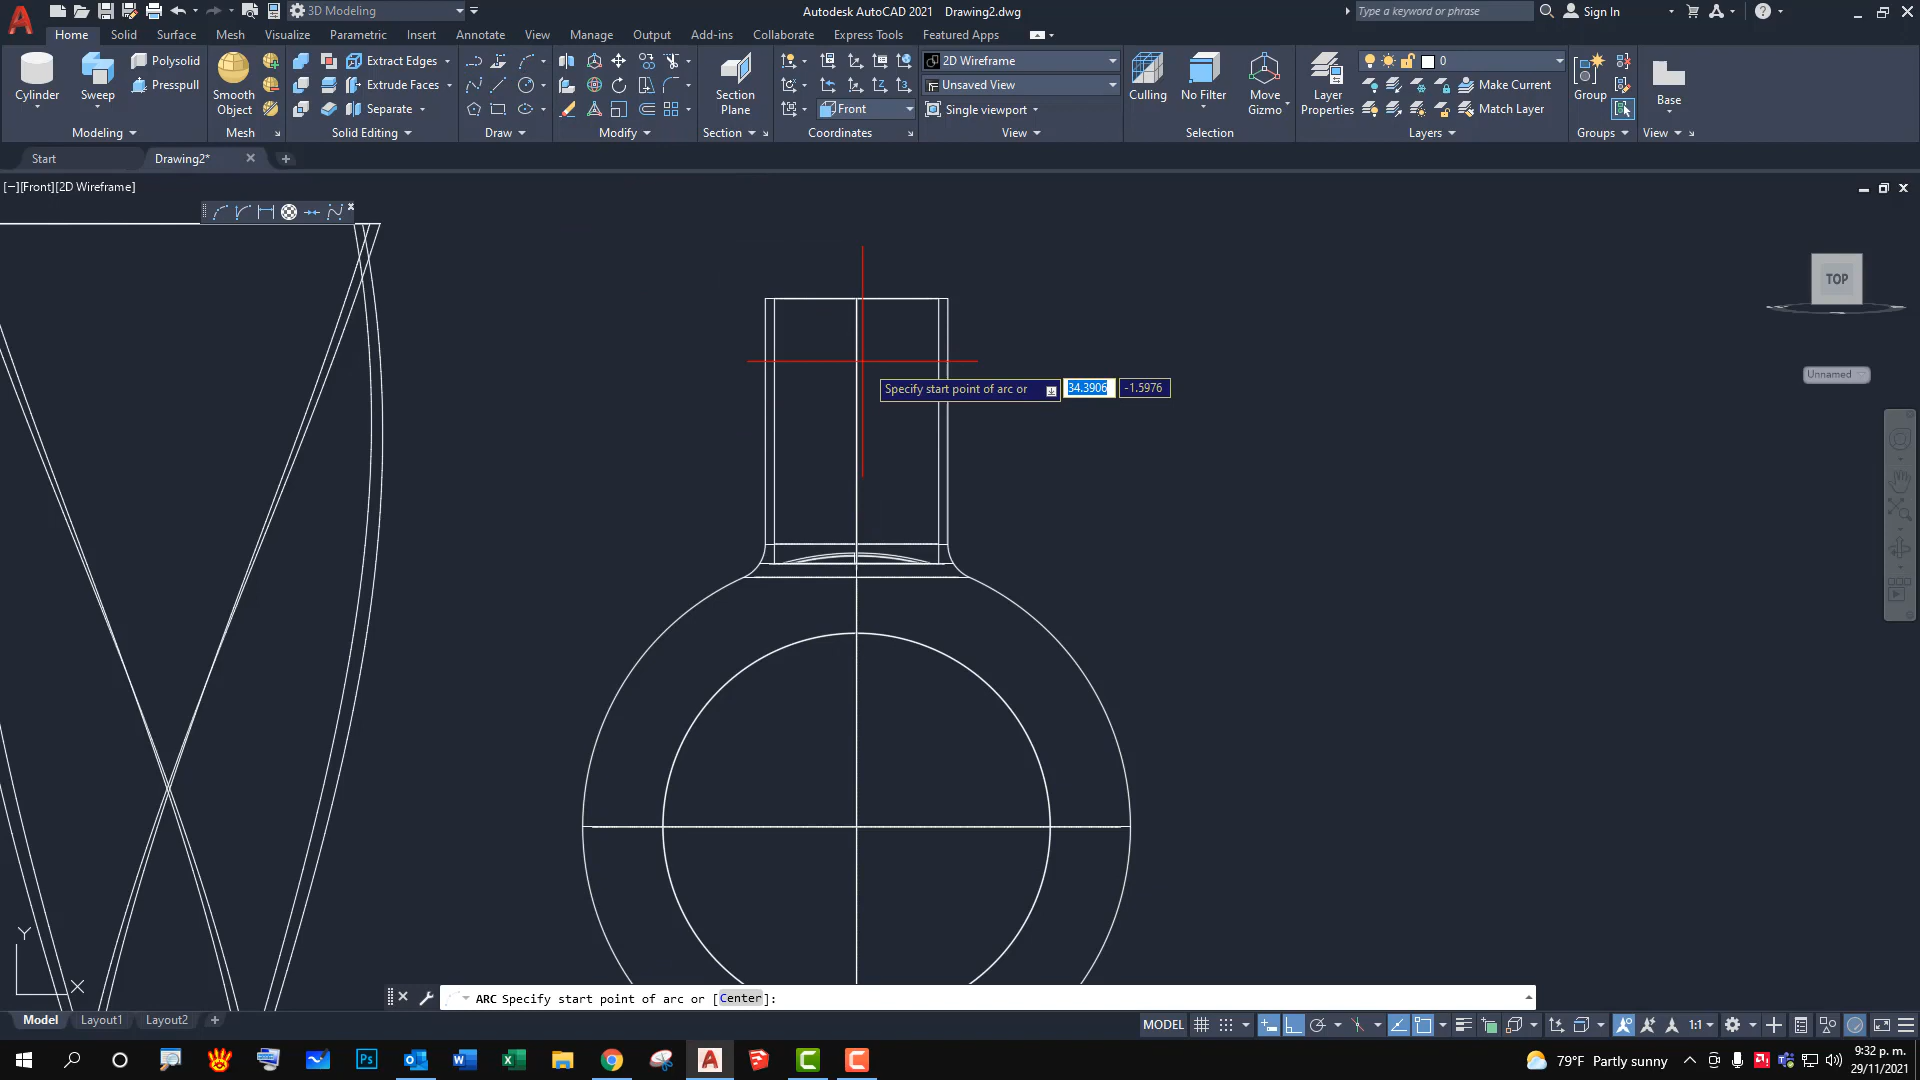 3D Modeling
Autodesk AutoCAD 2021 Drawing2.dwg
Type a keyword or phrase
Sign In
Home Solid Surface Mesh Visualize Parametric Insert Annotate View Manage Output Add-ins Collaborate Express Tools Featured Apps
Polysolid Extract Edges 2D Wireframe 0
Presspull Extrude Faces Unsaved View Make Current
Cylinder Sweep Smooth Object Separate Section Plane Front Single viewport Culling No Filter Move Gizmo Layer Properties Match Layer Group Base
Modeling Mesh Solid Editing Draw Modify Section Coordinates View Selection Layers Groups View
Start Drawing2*
[−][Front][2D Wireframe]
TOP
Unnamed
Specify start point of arc or 34.3906 -1.5976
Y
X
ARC Specify start point of arc or [Center]:
Model Layout1 Layout2
MODEL 1:1
79°F Partly sunny
9:32 p. m.
29/11/2021